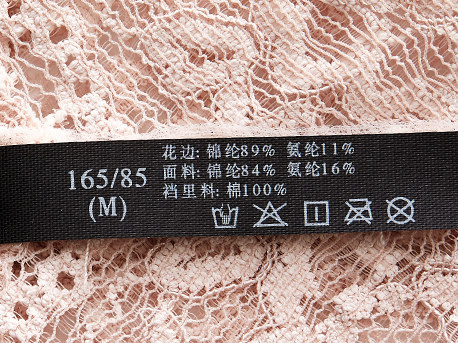 165/85
(M)
花边: 锦纶89% 氨纶11%
面料: 锦纶84% 氨纶16%
裆里料: 棉100%